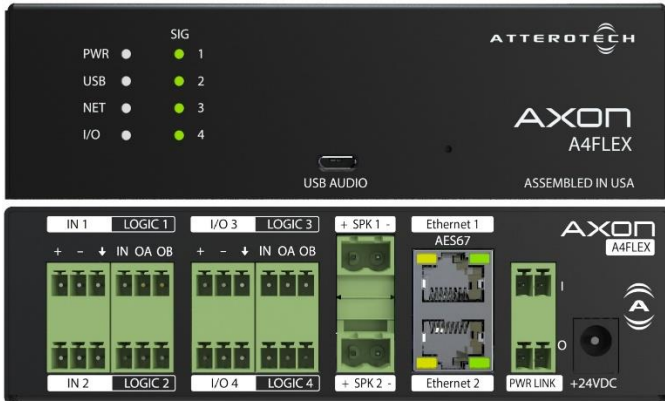 SIG
ATTEROTECH
PWR 1
USB 2
NET 3
I/O 4
AXON
A4FLEX
USB AUDIO
ASSEMBLED IN USA
IN 1 LOGIC 1 I/O 3 LOGIC 3 + SPK 1 - Ethernet 1
AES67
AXON
A4FLEX
+ - IN OA OB + - IN OA OB
I
O
A
IN 2 LOGIC 2 I/O 4 LOGIC 4 + SPK 2 - Ethernet 2 PWR LINK +24VDC